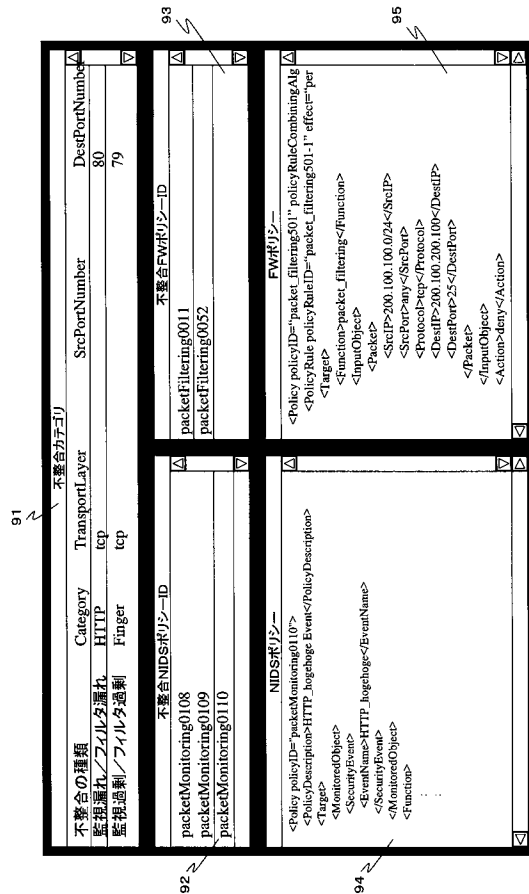 91
不整合カテゴリ
不整合の種類 Category TransportLayer SrcPortNumber DestPortNumber
監視漏れ／フィルタ漏れ HTTP tcp 80
監視過剰／フィルタ過剰 Finger tcp 79
92
不整合NIDSポリシーID
packetMonitoring0108
packetMonitoring0109
packetMonitoring0110
93
不整合FWポリシーID
packetFiltering0011
packetFiltering0052
94
NIDSポリシー
<Policy policyID="packetMonitoring0110">
<PolicyDescription>HTTP_hogehoge Event</PolicyDescription>
<Target>
<MonitoredObject>
<SecurityEvent>
<EventName>HTTP_hogehoge</EventName>
</SecurityEvent>
</MonitoredObject>
<Function>
:
95
FWポリシー
<Policy policyID="packet_filtering501" policyRuleCombiningAlg
<PolicyRule policyRuleID="packet_filtering501-1" effect="per
<Target>
<Function>packet_filtering</Function>
<InputObject>
<Packet>
<SrcIP>200.100.100.0/24</SrcIP>
<SrcPort>any</SrcPort>
<Protocol>tcp</Protocol>
<DestIP>200.100.200.100</DestIP>
<DestPort>25</DestPort>
</Packet>
</InputObject>
<Action>deny</Action>